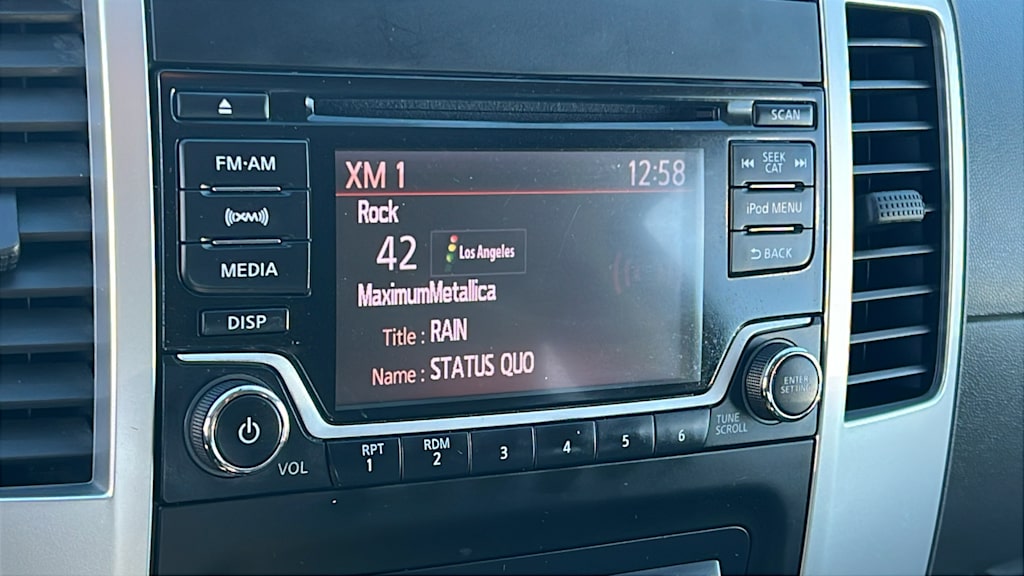 SCAN
FM·AM
SEEK
CAT
XM
iPod MENU
MEDIA
BACK
DISP
XM 1 12:58
Rock
42 Los Angeles
MaximumMetallica
Title : RAIN
Name : STATUS QUO
ENTER
SETTING
TUNE
SCROLL
VOL
RPT
1
RDM
2
3
4
5
6